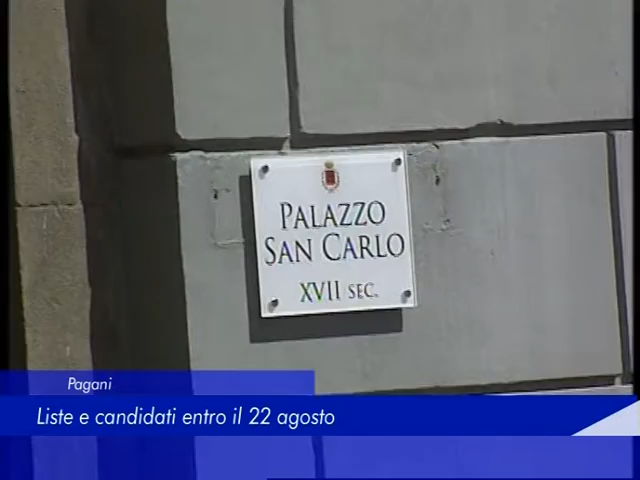 PALAZZO
SAN CARLO
XVII SEC.
Pagani
Liste e candidati entro il 22 agosto